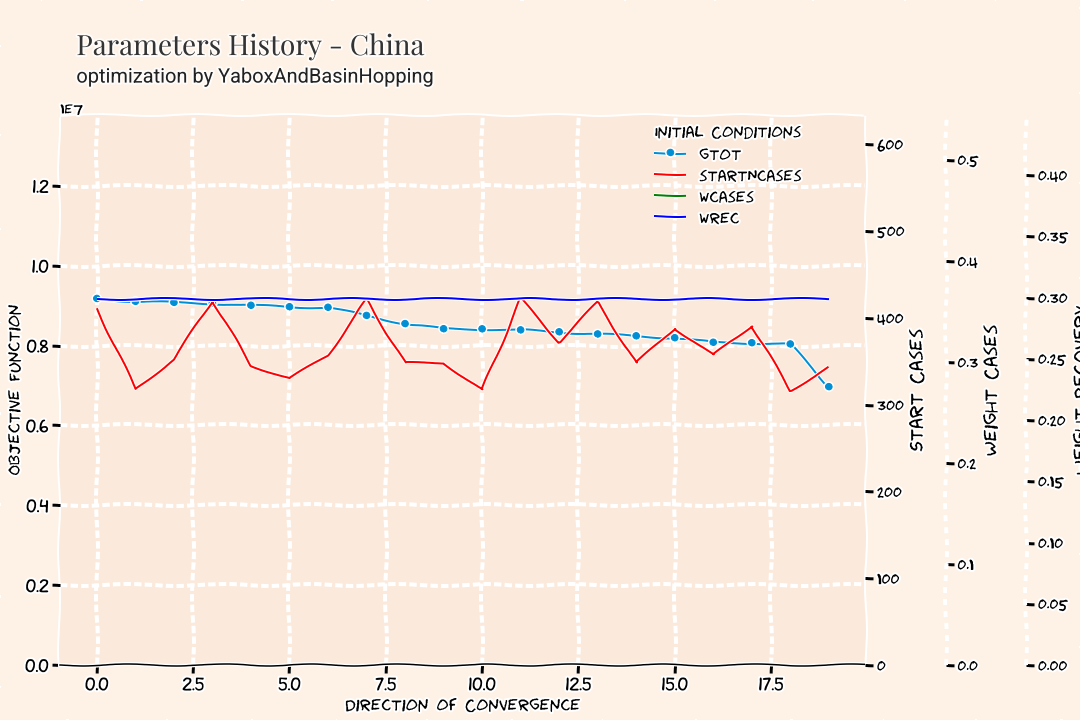 Parameters History - China
optimization by YaboxAndBasinHopping
1E7
INITIAL CONDITIONS
GTOT
STARTNCASES
WCASES
WREC
OBJECTIVE FUNCTION
1.2
1.0
0.8
0.6
0.4
0.2
0.0
0.0 2.5 5.0 7.5 10.0 12.5 15.0 17.5
DIRECTION OF CONVERGENCE
600
500
400
300
200
100
0
START CASES
0.5
0.4
0.3
0.2
0.1
0.0
WEIGHT CASES
0.40
0.35
0.30
0.25
0.20
0.15
0.10
0.05
0.00
WEIGHT RECOVERY